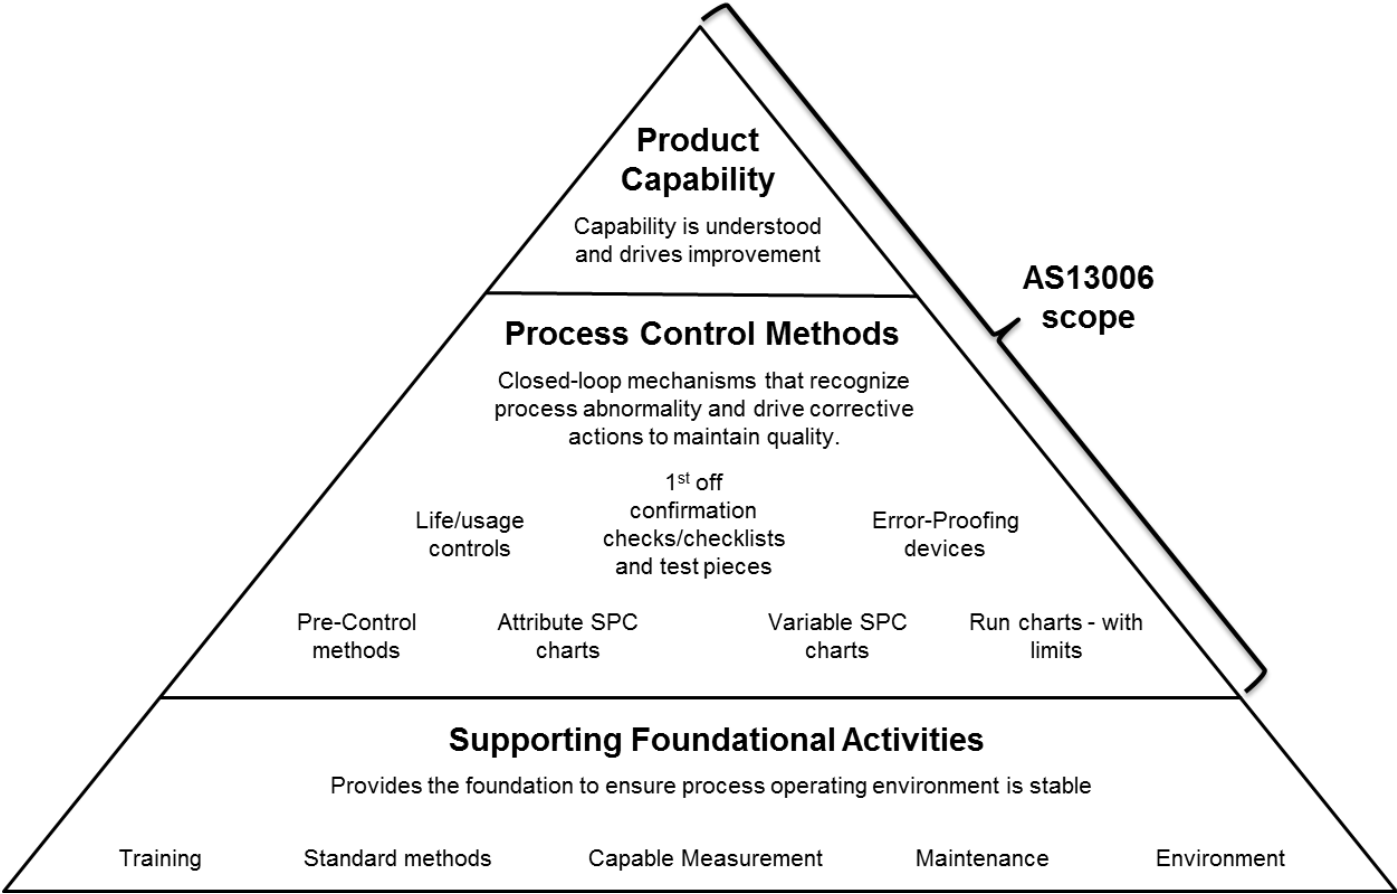 Product
Capability
Capability is understood
and drives improvement
AS13006
scope
Process Control Methods
Closed-loop mechanisms that recognize
process abnormality and drive corrective
actions to maintain quality.
Life/usage
controls
1st off
confirmation
checks/checklists
and test pieces
Error-Proofing
devices
Pre-Control
methods
Attribute SPC
charts
Variable SPC
charts
Run charts - with
limits
Supporting Foundational Activities
Provides the foundation to ensure process operating environment is stable
Training
Standard methods
Capable Measurement
Maintenance
Environment